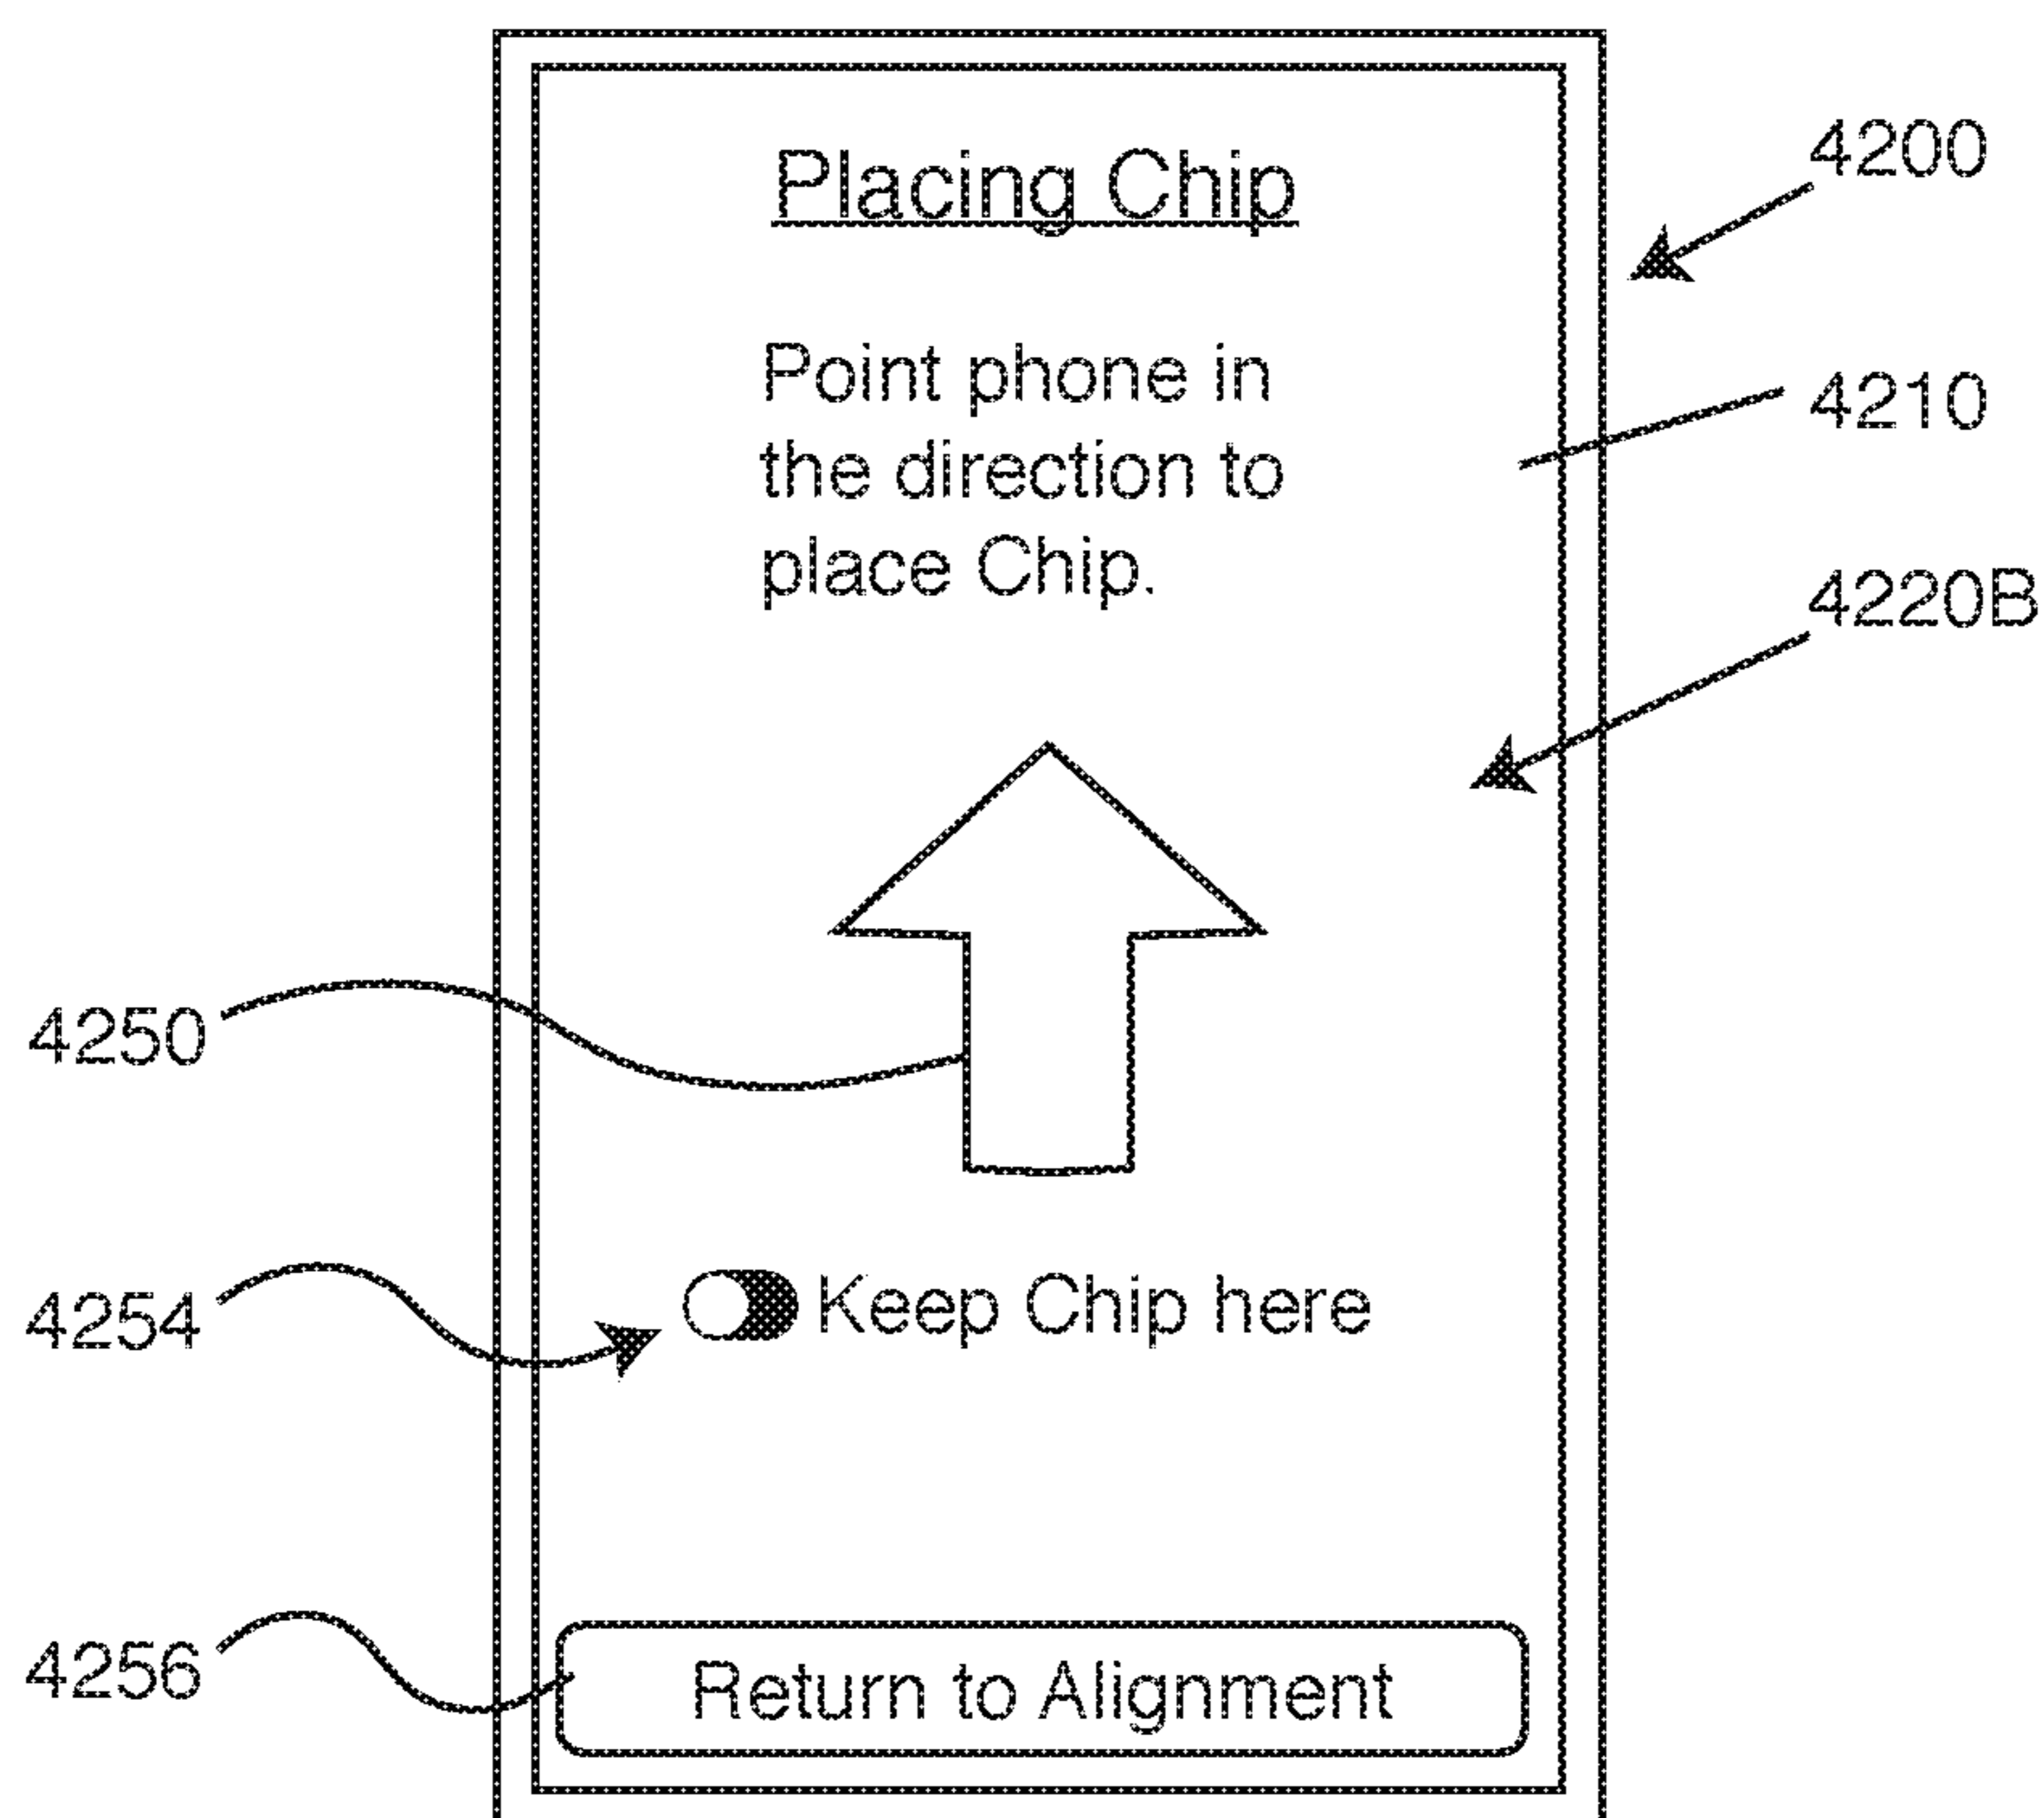 Placing Chip
4200
Point phone in
4210
the direction to
place Chip.
4220B
4250
4254
Keep Chip here
4256
Return to Alignment